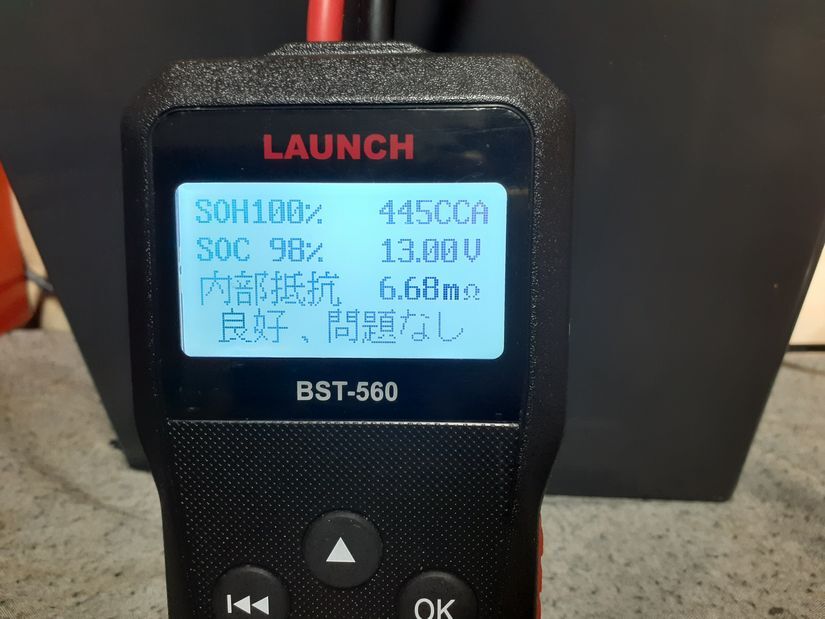 LAUNCH
SOH100% 445CCA
SOC 98% 13.00V
内部抵抗 6.68mΩ
良好、問題なし
BST-560
OK